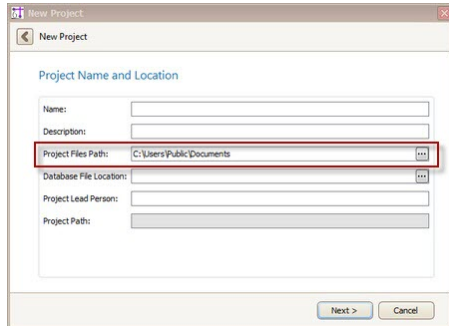 New Project
New Project
Project Name and Location
Name:
Description:
Project Files Path: C:\Users\Public\Documents ...
Database File Location: ...
Project Lead Person:
Project Path:
Next > Cancel